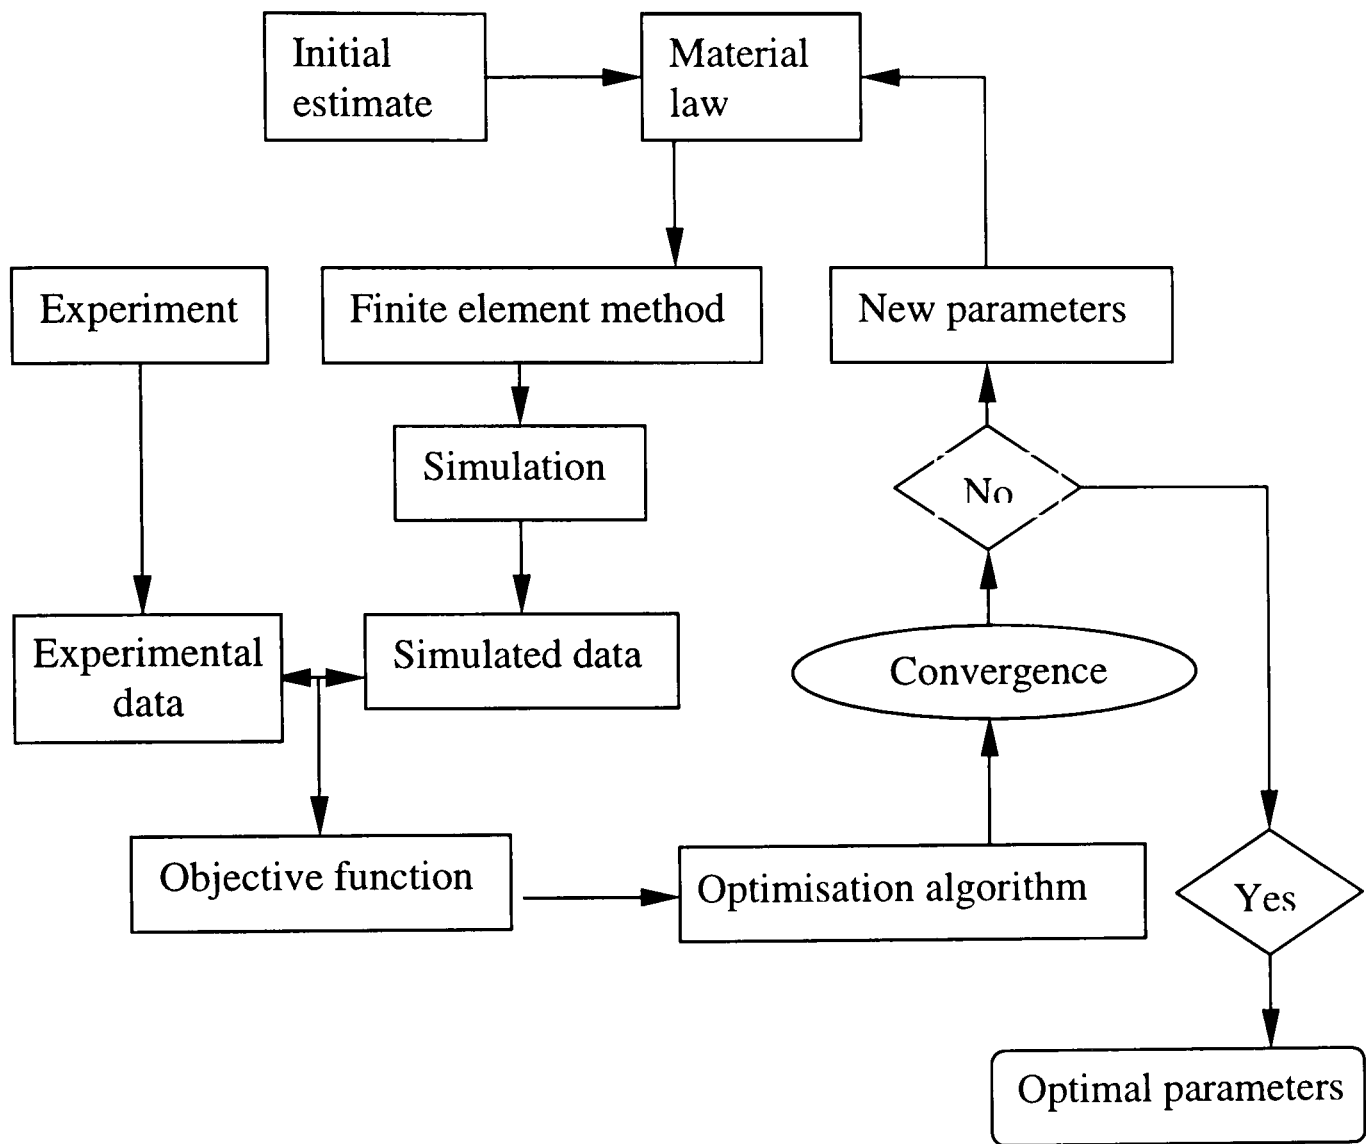 Initial
estimate
Material
law
Experiment
Finite element method
New parameters
Simulation
No
Experimental
data
Simulated data
Convergence
Objective function
Optimisation algorithm
Yes
Optimal parameters